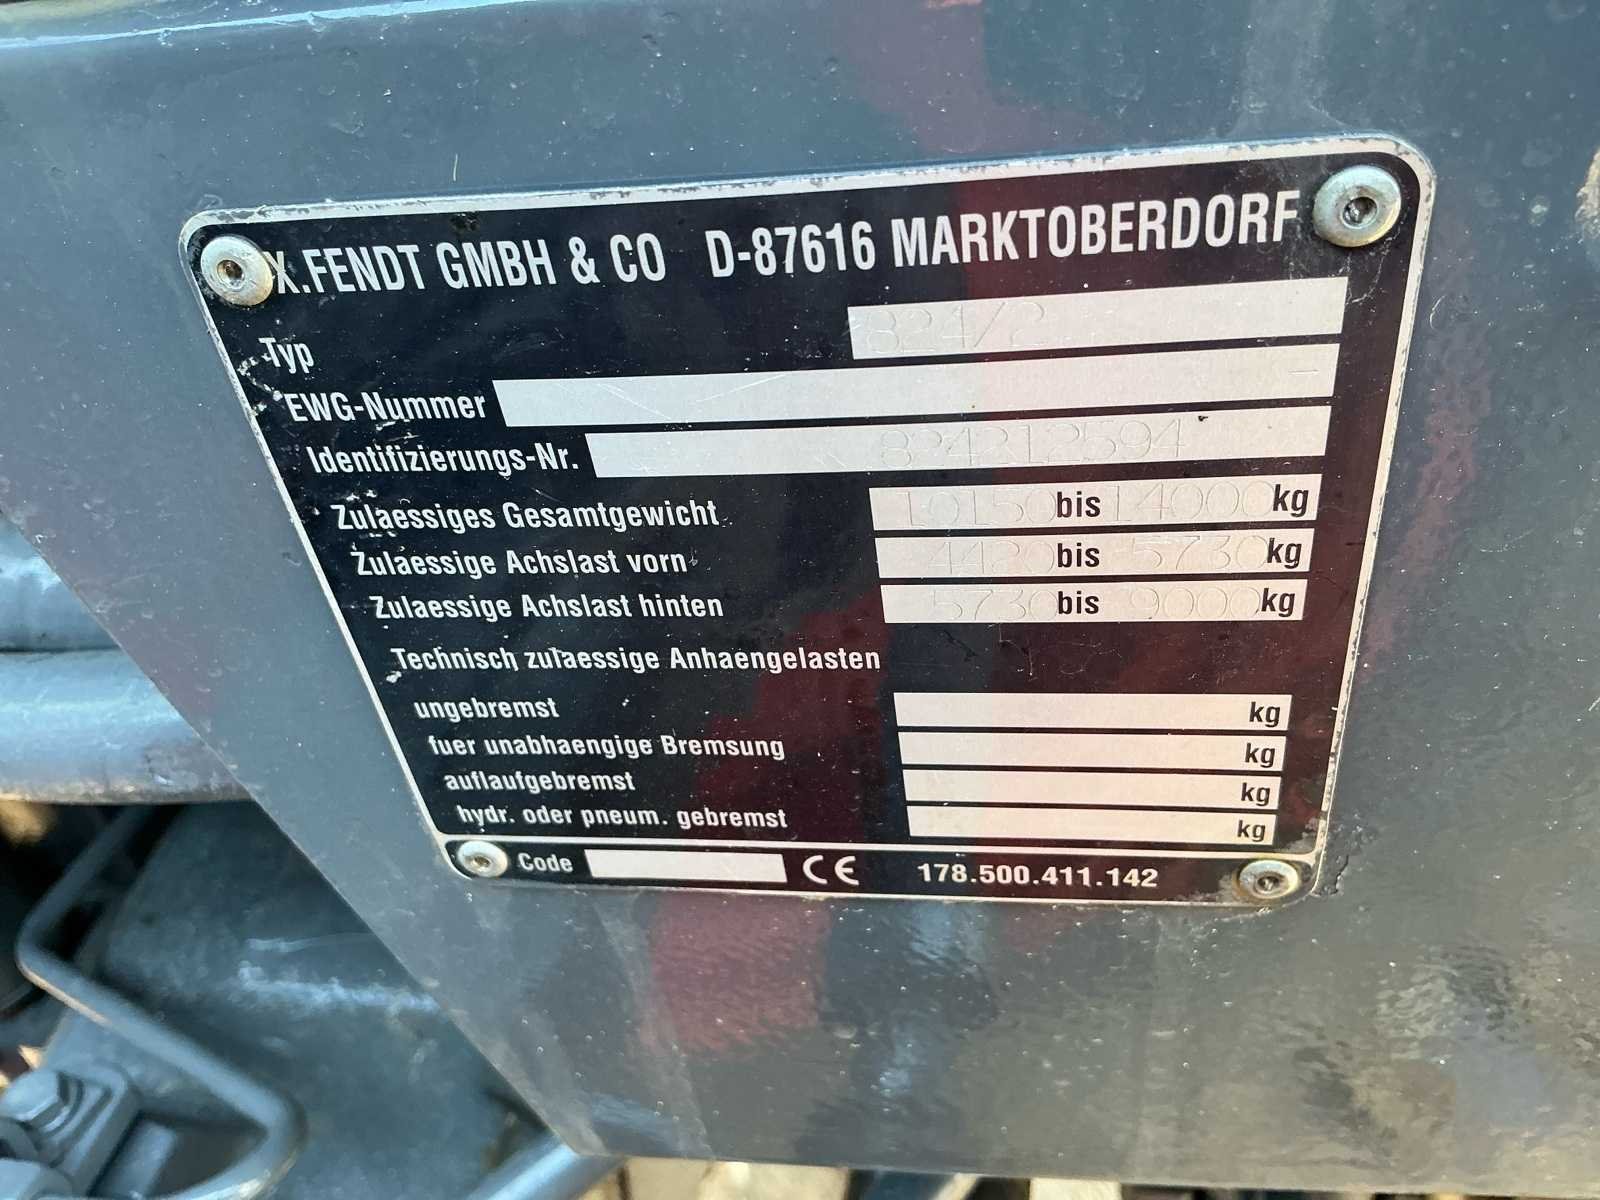 X.FENDT GMBH & CO D-87616 MARKTOBERDORF
Typ 824/2
EWG-Nummer -
Identifizierungs-Nr. 824212594
Zulaessiges Gesamtgewicht 10150 bis 14000 kg
Zulaessige Achslast vorn 4420 bis 5730 kg
Zulaessige Achslast hinten 5730 bis 9000 kg
Technisch zulaessige Anhaengelasten
ungebremst kg
fuer unabhaengige Bremsung kg
auflaufgebremst kg
hydr. oder pneum. gebremst kg
Code CE 178.500.411.142